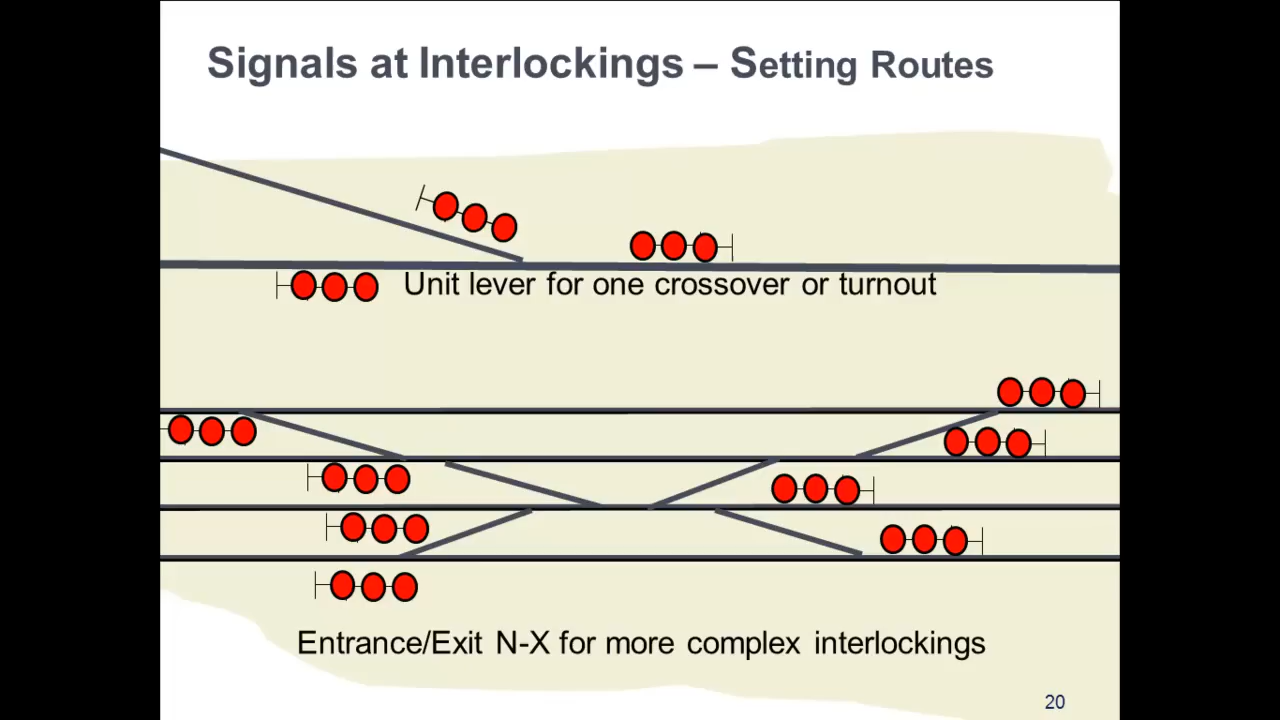 Signals at Interlockings – Setting Routes
Unit lever for one crossover or turnout
Entrance/Exit N-X for more complex interlockings
20